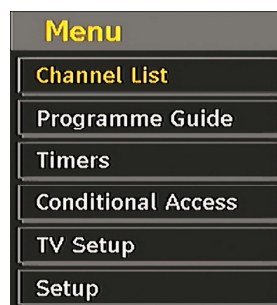 Menu
Channel List
Programme Guide
Timers
Conditional Access
TV Setup
Setup